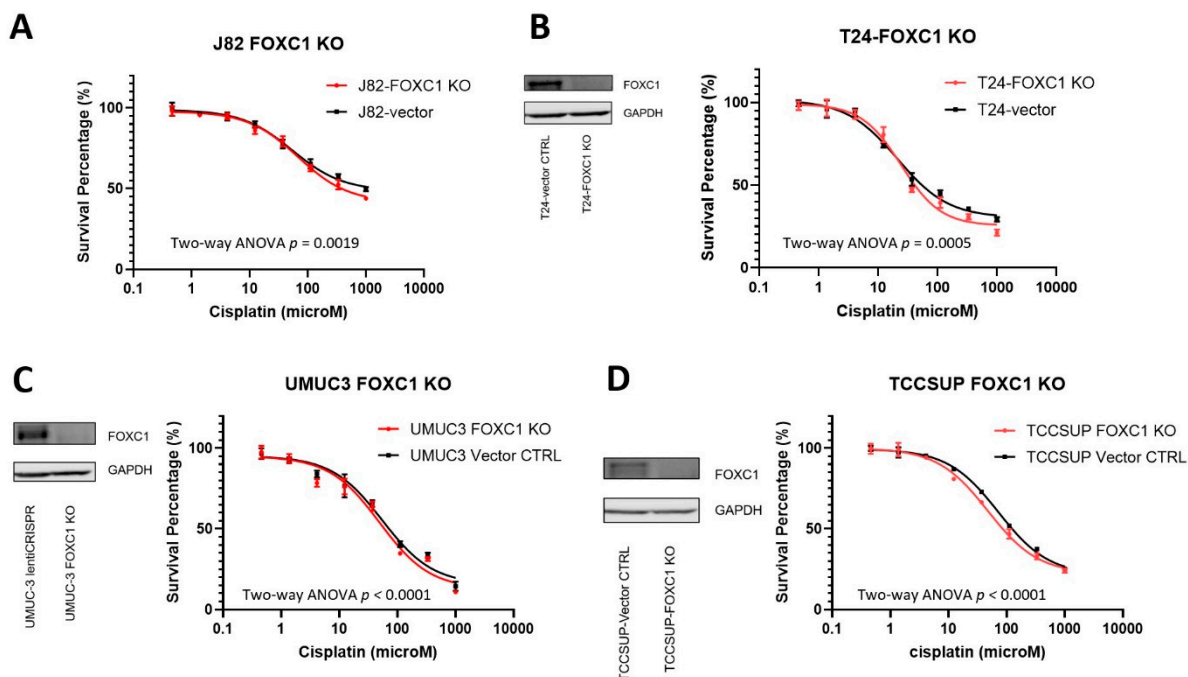 A
J82 FOXC1 KO
J82-FOXC1 KO
J82-vector
Survival Percentage (%)
100
50
0
Two-way ANOVA p = 0.0019
0.1 1 10 100 1000 10000
Cisplatin (microM)
B
T24-FOXC1 KO
FOXC1
GAPDH
T24-vector CTRL
T24-FOXC1 KO
T24-FOXC1 KO
T24-vector
Survival Percentage (%)
100
50
0
Two-way ANOVA p = 0.0005
0.1 1 10 100 1000 10000
Cisplatin (microM)
C
UMUC3 FOXC1 KO
FOXC1
GAPDH
UMUC-3 lentiCRISPR
UMUC-3 FOXC1 KO
UMUC3 FOXC1 KO
UMUC3 Vector CTRL
Survival Percentage (%)
100
50
0
Two-way ANOVA p < 0.0001
0.1 1 10 100 1000 10000
Cisplatin (microM)
D
TCCSUP FOXC1 KO
FOXC1
GAPDH
TCCSUP-Vector CTRL
TCCSUP-FOXC1 KO
TCCSUP FOXC1 KO
TCCSUP Vector CTRL
Survival Percentage (%)
100
50
0
Two-way ANOVA p < 0.0001
0.1 1 10 100 1000 10000
cisplatin (microM)